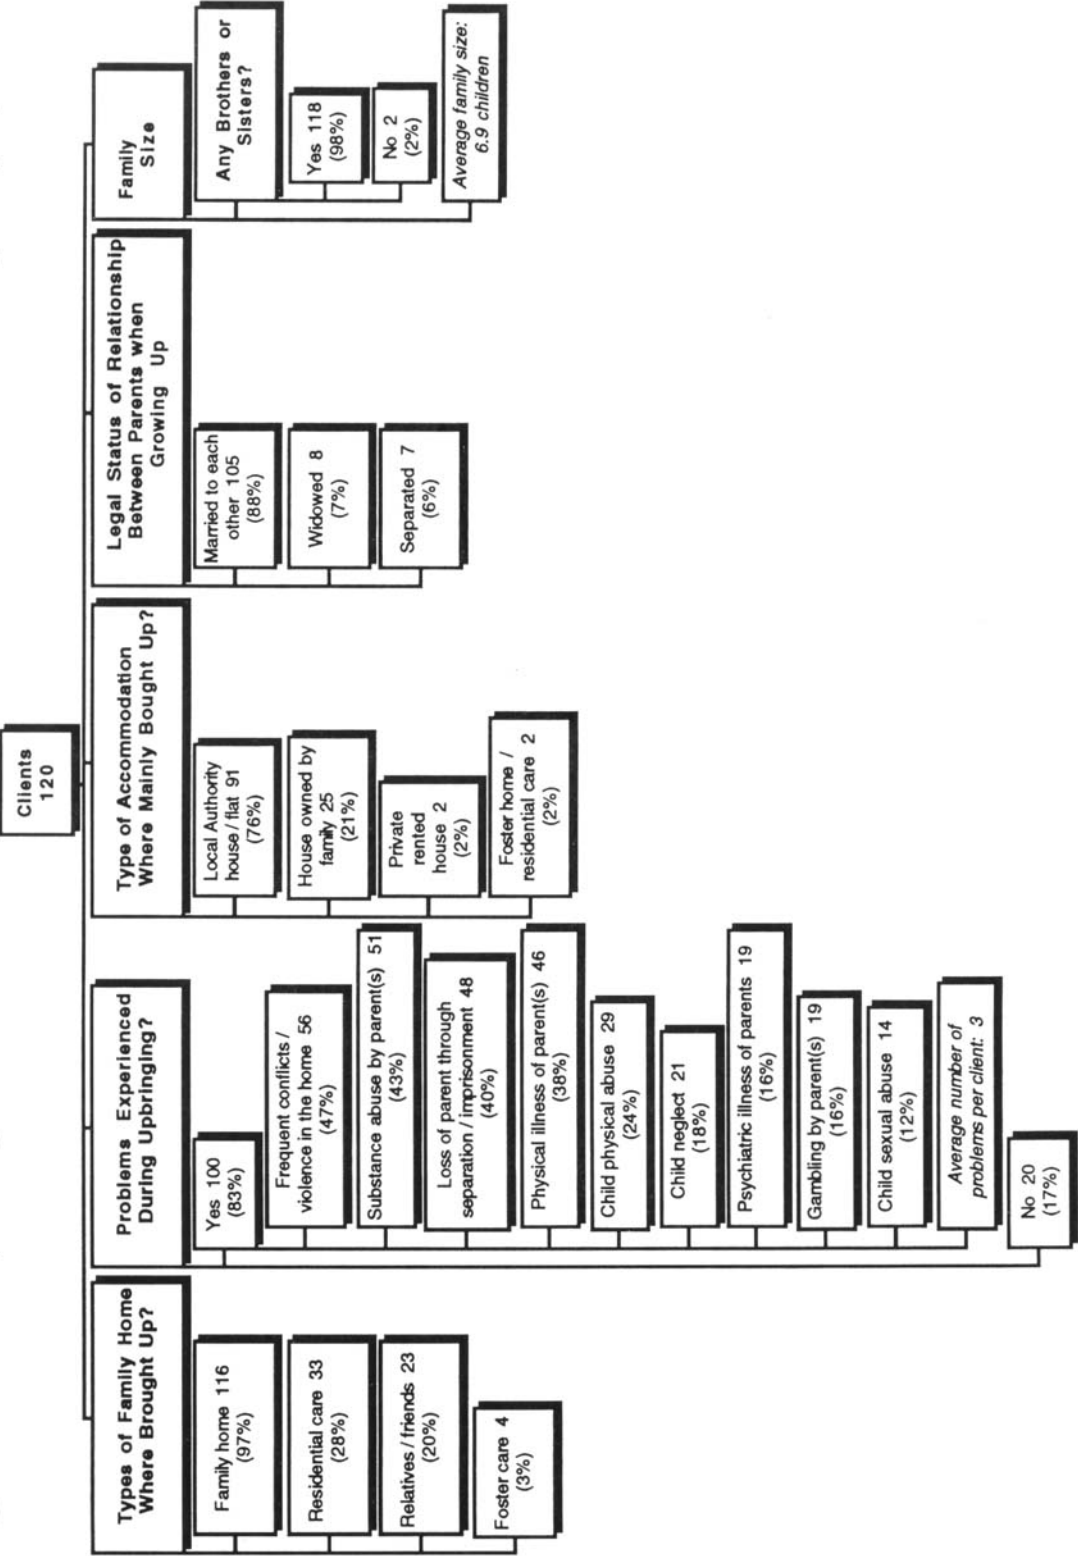 Clients
120
Types of Family Home
Where Brought Up?
Family home 116
(97%)
Residential care 33
(28%)
Relatives / friends 23
(20%)
Foster care 4
(3%)
Problems Experienced
During Upbringing?
Yes 100
(83%)
Frequent conflicts /
violence in the home 56
(47%)
Substance abuse by parent(s) 51
(43%)
Loss of parent through
separation / imprisonment 48
(40%)
Physical illness of parent(s) 46
(38%)
Child physical abuse 29
(24%)
Child neglect 21
(18%)
Psychiatric illness of parents 19
(16%)
Gambling by parent(s) 19
(16%)
Child sexual abuse 14
(12%)
Average number of
problems per client: 3
No 20
(17%)
Type of Accommodation
Where Mainly Bought Up?
Local Authority
house / flat 91
(76%)
House owned by
family 25
(21%)
Private
rented
house 2
(2%)
Foster home /
residential care 2
(2%)
Legal Status of Relationship
Between Parents when
Growing Up
Married to each
other 105
(88%)
Widowed 8
(7%)
Separated 7
(6%)
Family
Size
Any Brothers or
Sisters?
Yes 118
(98%)
No 2
(2%)
Average family size:
6.9 children